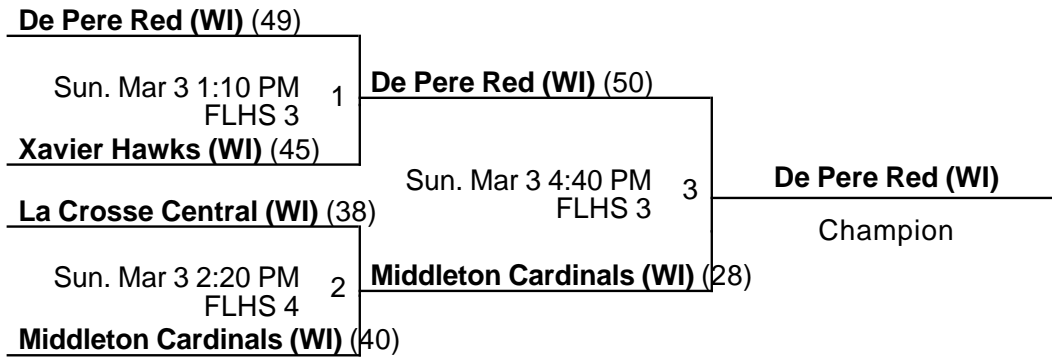 De Pere Red (WI) (49)
Sun. Mar 3 1:10 PM
FLHS 3
1
Xavier Hawks (WI) (45)
De Pere Red (WI) (50)
La Crosse Central (WI) (38)
Sun. Mar 3 2:20 PM
FLHS 4
2
Middleton Cardinals (WI) (40)
Sun. Mar 3 4:40 PM
FLHS 3
3
Middleton Cardinals (WI) (28)
De Pere Red (WI)
Champion